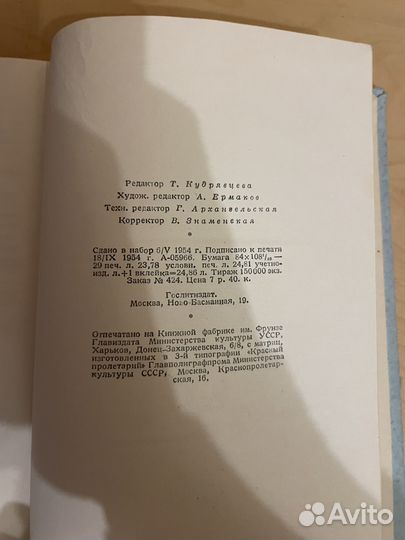 Редактор Т. Кудрявцева
Худож. редактор А. Ермаков
Техн. редактор Г. Архангельская
Корректор В. Знаменская
Сдано в набор 6/V 1954 г. Подписано к печати
18/IX 1954 г. А-05966. Бумага 84×108¹/₃₂ —
29 печ. л. 23,78 условн. печ. л. 24,81 учетно-
изд. л.+1 вклейка=24,86 л. Тираж 150 000 экз.
Заказ № 424. Цена 7 р. 40 к.
Гослитиздат.
Москва, Ново-Басманная, 19.
Отпечатано на Книжной фабрике им. Фрунзе
Главиздата Министерства культуры УССР,
Харьков, Донец-Захаржевская, 6/8, с матриц,
изготовленных в 3-й типографии «Красный
пролетарий» Главполиграфпрома Министерства
культуры СССР, Москва, Краснопролетар-
ская, 16.
Avito